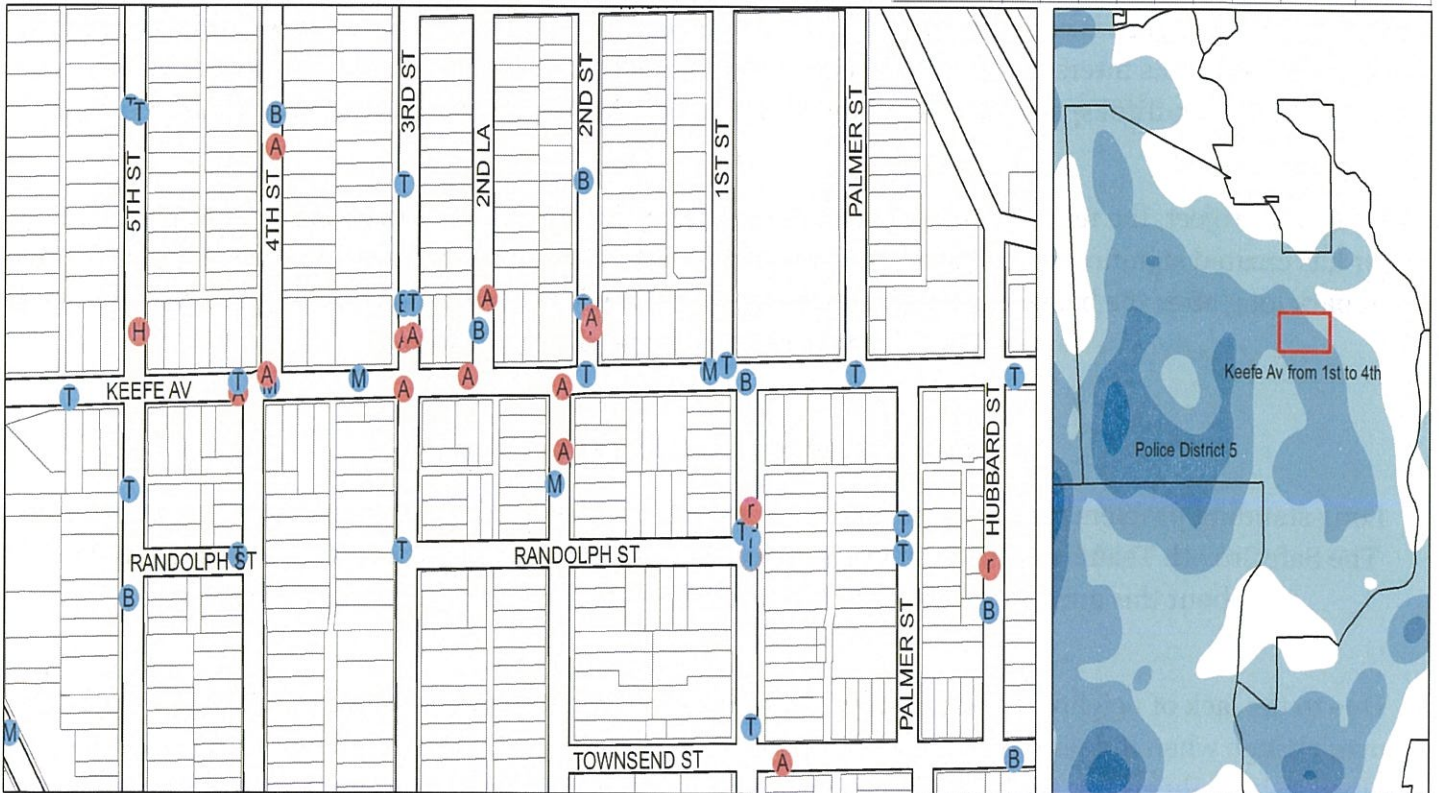 5TH ST
4TH ST
3RD ST
2ND LA
2ND ST
1ST ST
PALMER ST
T
T
B
A
T
B
H
E
T
A
A
A
B
T
A
KEEFE AV
T
T
A
A
M
M
A
A
A
T
M
T
B
T
T
T
A
M
r
T
T
T
HUBBARD ST
RANDOLPH ST
T
T
RANDOLPH ST
I
r
B
B
PALMER ST
M
T
TOWNSEND ST
A
B
Keefe Av from 1st to 4th
Police District 5